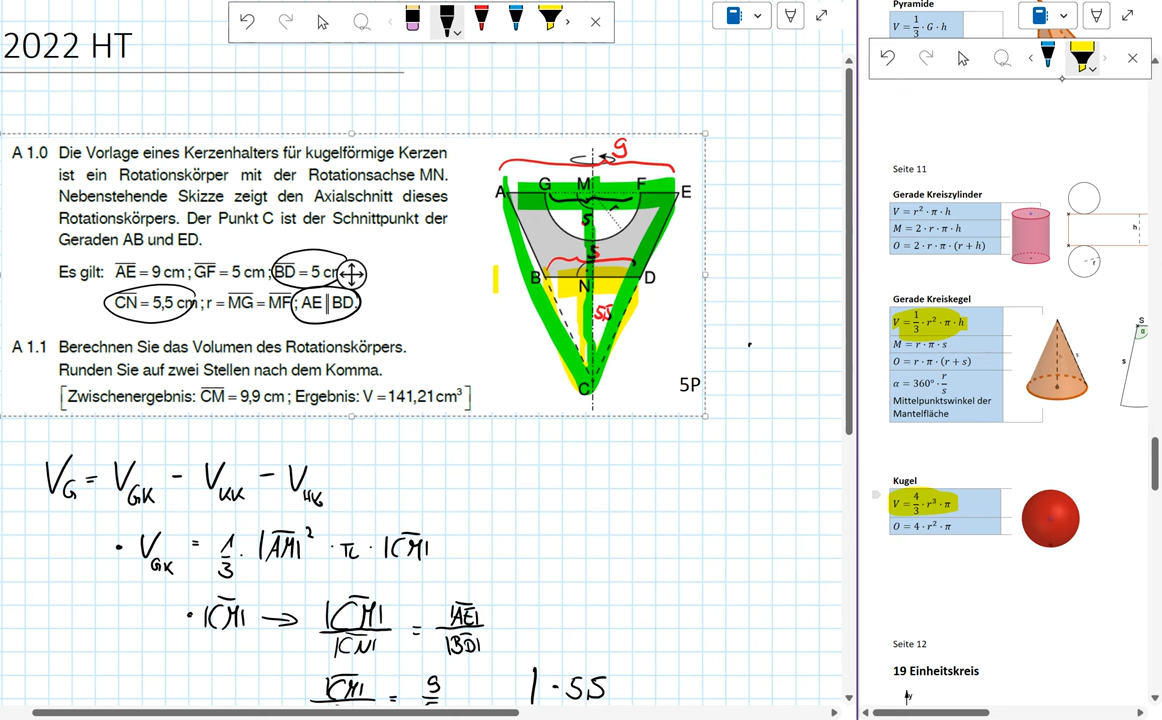 2022 HT
A 1.0 Die Vorlage eines Kerzenhalters für kugelförmige Kerzen
ist ein Rotationskörper mit der Rotationsachse MN.
Nebenstehende Skizze zeigt den Axialschnitt dieses
Rotationskörpers. Der Punkt C ist der Schnittpunkt der
Geraden AB und ED.
Es gilt: AE = 9 cm ; GF = 5 cm ; BD = 5 cm
CN = 5,5 cm ; r = MG = MF ; AE || BD.
A 1.1 Berechnen Sie das Volumen des Rotationskörpers.
Runden Sie auf zwei Stellen nach dem Komma.
[Zwischenergebnis: CM = 9,9 cm ; Ergebnis: V = 141,21 cm³]
5P
9
A G M F E
5
r
5
B N D
5,5
C
V_G = V_GK - V_KK - V_HK
· V_GK = 1/3 · |AM|² · π · |CM|
· |CM| → |CM|/|CN| = |AE|/|BD|
|CM| = 9 | · 5,5
Pyramide
V = 1/3 · G · h
Seite 11
Gerade Kreiszylinder
V = r² · π · h
M = 2 · r · π · h
O = 2 · r · π · (r + h)
h
r
Gerade Kreiskegel
V = 1/3 · r² · π · h
M = r · π · s
O = r · π · (r + s)
α = 360° · r/s
Mittelpunktswinkel der
Mantelfläche
S
α
s
Kugel
V = 4/3 · r³ · π
O = 4 · r² · π
Seite 12
19 Einheitskreis
y